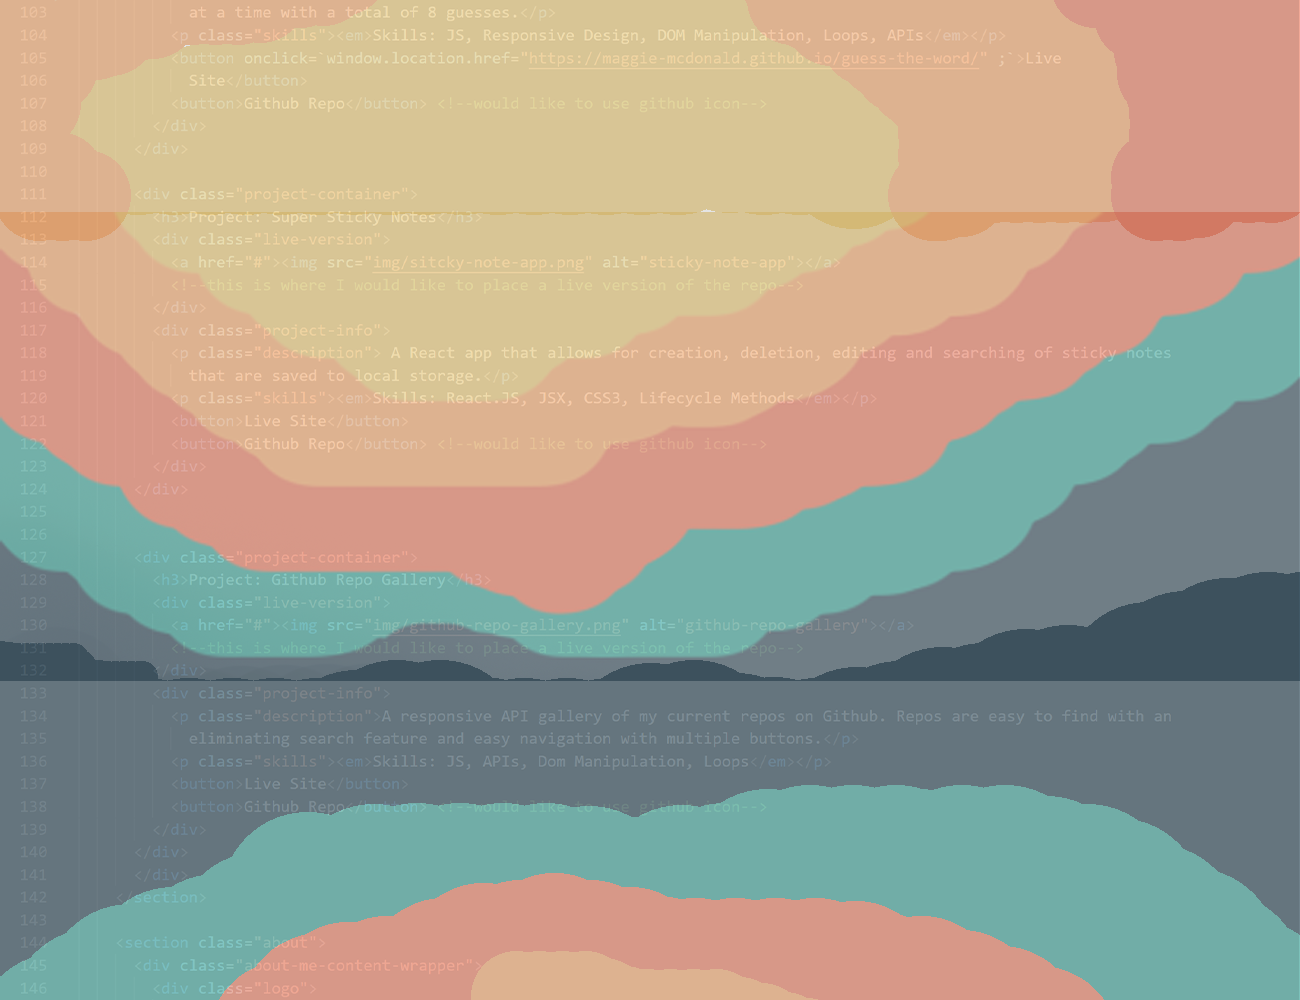 103 at a time with a total of 8 guesses.</p>
104 <p class="skills"><em>Skills: JS, Responsive Design, DOM Manipulation, Loops, APIs</em></p>
105 <button onclick=`window.location.href="https://maggie-mcdonald.github.io/guess-the-word/" ;`>Live
106 Site</button>
107 <button>Github Repo</button> <!--would like to use github icon-->
108 </div>
109 </div>
110
111 <div class="project-container">
112 <h3>Project: Super Sticky Notes</h3>
113 <div class="live-version">
114 <a href="#"><img src="img/sitcky-note-app.png" alt="sticky-note-app"></a>
115 <!--this is where I would like to place a live version of the repo-->
116 </div>
117 <div class="project-info">
118 <p class="description"> A React app that allows for creation, deletion, editing and searching of sticky notes
119 that are saved to local storage.</p>
120 <p class="skills"><em>Skills: React.JS, JSX, CSS3, Lifecycle Methods</em></p>
121 <button>Live Site</button>
122 <button>Github Repo</button> <!--would like to use github icon-->
123 </div>
124 </div>
125
126
127 <div class="project-container">
128 <h3>Project: Github Repo Gallery</h3>
129 <div class="live-version">
130 <a href="#"><img src="img/github-repo-gallery.png" alt="github-repo-gallery"></a>
131 <!--this is where I would like to place a live version of the repo-->
132 </div>
133 <div class="project-info">
134 <p class="description">A responsive API gallery of my current repos on Github. Repos are easy to find with an
135 eliminating search feature and easy navigation with multiple buttons.</p>
136 <p class="skills"><em>Skills: JS, APIs, Dom Manipulation, Loops</em></p>
137 <button>Live Site</button>
138 <button>Github Repo</button> <!--would like to use github icon-->
139 </div>
140 </div>
141 </div>
142 </section>
143
144 <section class="about">
145 <div class="about-me-content-wrapper">
146 <div class="logo">